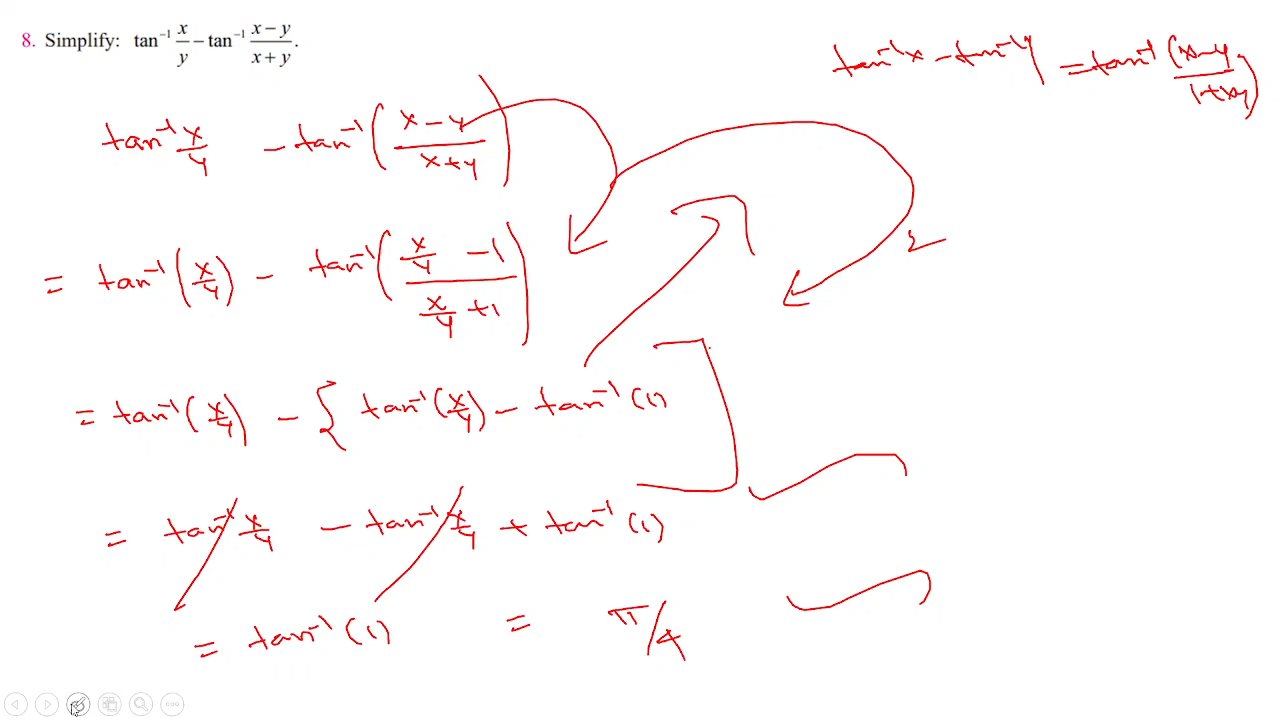 8. Simplify: tan⁻¹ x/y − tan⁻¹ (x − y)/(x + y).
tan⁻¹x − tan⁻¹y = tan⁻¹((x−y)/(1+xy))
tan⁻¹ x/y − tan⁻¹((x − y)/(x + y))
= tan⁻¹(x/y) − tan⁻¹((x/y − 1)/(x/y + 1))
= tan⁻¹(x/y) − { tan⁻¹(x/y) − tan⁻¹(1)
= tan⁻¹ x/y − tan⁻¹ x/y + tan⁻¹(1)
= tan⁻¹(1) = π/4